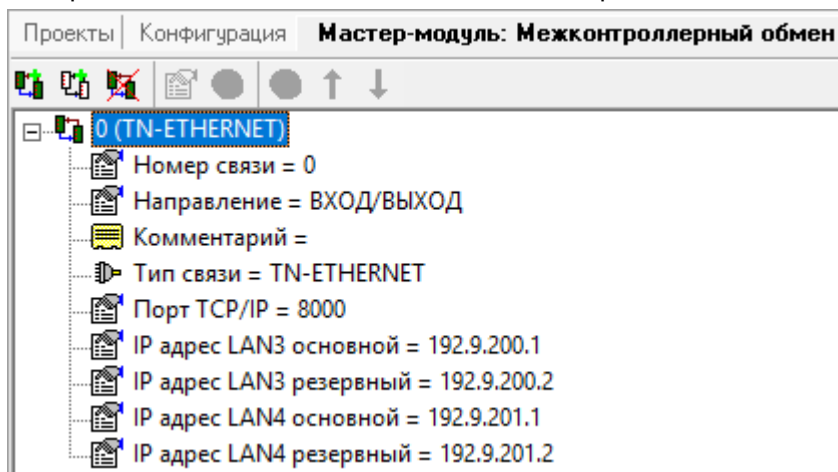 Проекты Конфигурация Мастер-модуль: Межконтроллерный обмен
0 (TN-ETHERNET)
Номер связи = 0
Направление = ВХОД/ВЫХОД
Комментарий =
Тип связи = TN-ETHERNET
Порт TCP/IP = 8000
IP адрес LAN3 основной = 192.9.200.1
IP адрес LAN3 резервный = 192.9.200.2
IP адрес LAN4 основной = 192.9.201.1
IP адрес LAN4 резервный = 192.9.201.2